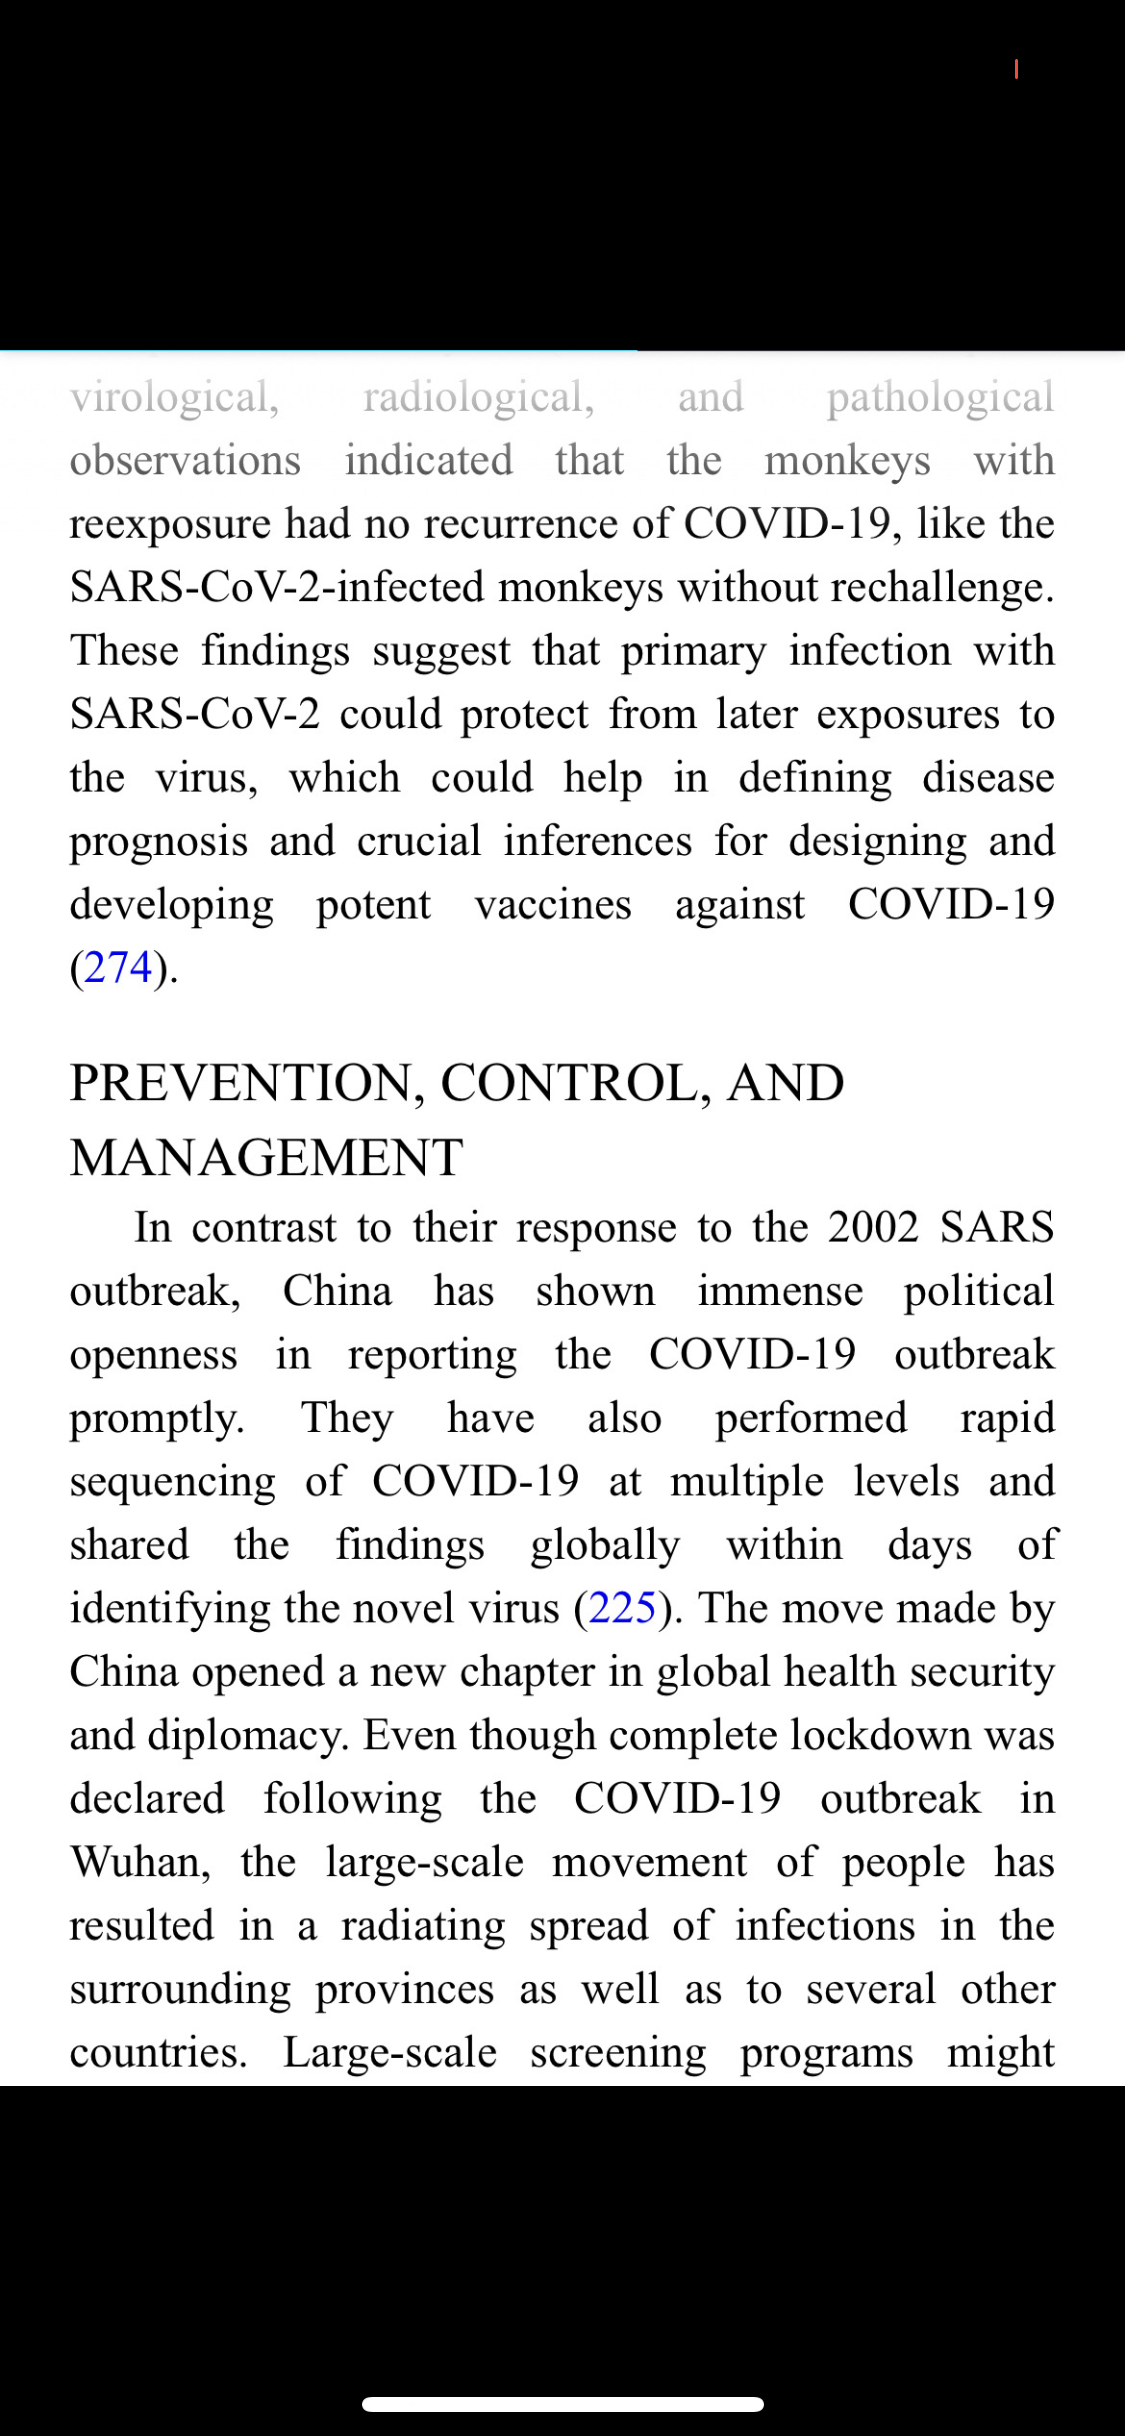 virological, radiological, and pathological
observations indicated that the monkeys with
reexposure had no recurrence of COVID-19, like the
SARS-CoV-2-infected monkeys without rechallenge.
These findings suggest that primary infection with
SARS-CoV-2 could protect from later exposures to
the virus, which could help in defining disease
prognosis and crucial inferences for designing and
developing potent vaccines against COVID-19
(274).
PREVENTION, CONTROL, AND
MANAGEMENT
In contrast to their response to the 2002 SARS
outbreak, China has shown immense political
openness in reporting the COVID-19 outbreak
promptly. They have also performed rapid
sequencing of COVID-19 at multiple levels and
shared the findings globally within days of
identifying the novel virus (225). The move made by
China opened a new chapter in global health security
and diplomacy. Even though complete lockdown was
declared following the COVID-19 outbreak in
Wuhan, the large-scale movement of people has
resulted in a radiating spread of infections in the
surrounding provinces as well as to several other
countries. Large-scale screening programs might